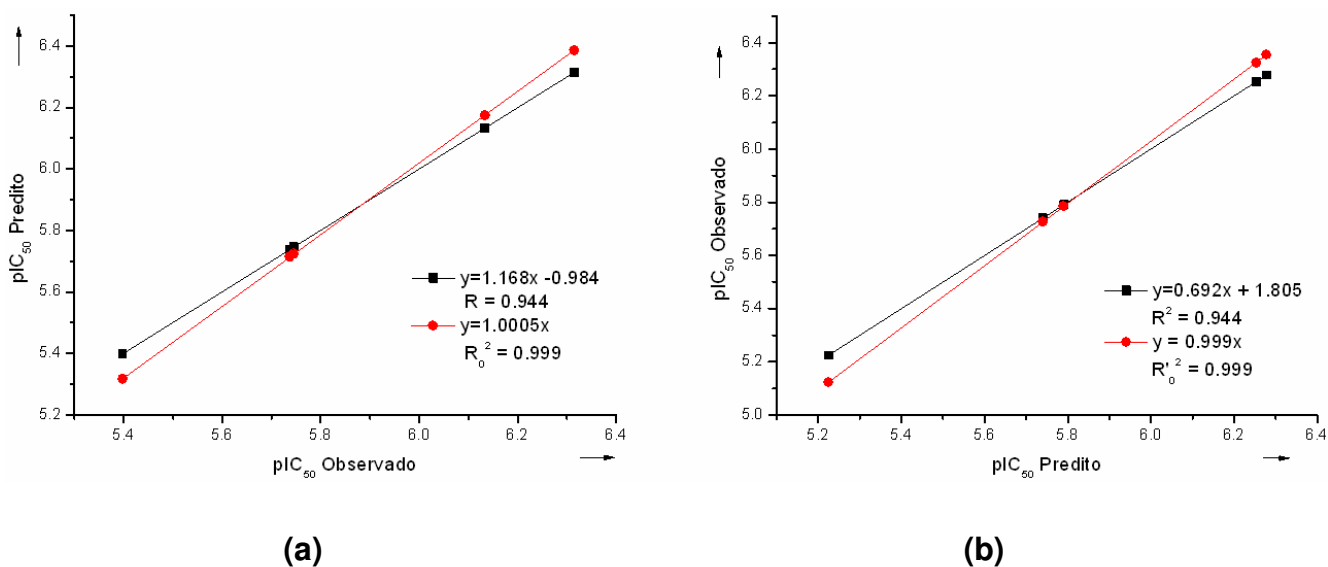 6.4
6.2
6.0
5.8
5.6
5.4
5.2
pIC50 Predito
5.4 5.6 5.8 6.0 6.2 6.4
pIC50 Observado
y=1.168x -0.984
R = 0.944
y=1.0005x
R₀² = 0.999
(a)
6.4
6.2
6.0
5.8
5.6
5.4
5.2
5.0
pIC50 Observado
5.2 5.4 5.6 5.8 6.0 6.2 6.4
pIC50 Predito
y=0.692x + 1.805
R² = 0.944
y = 0.999x
R'₀² = 0.999
(b)